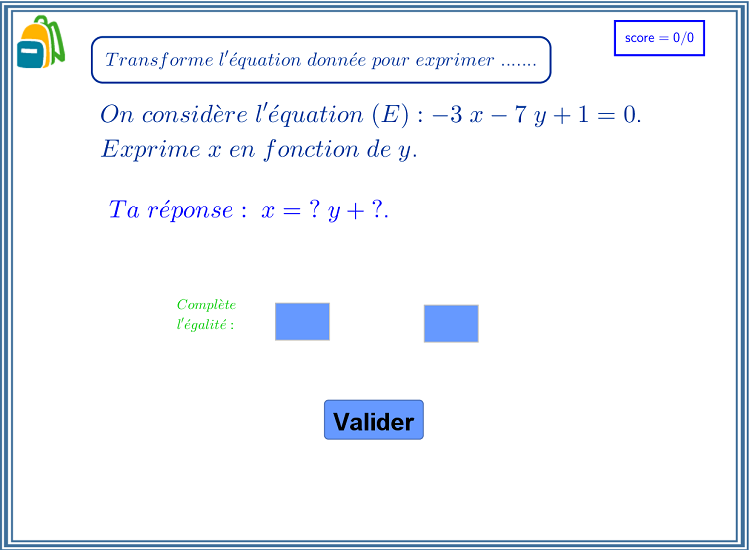 score = 0/0
Transforme l'équation donnée pour exprimer .......
On considère l'équation (E) : −3 x − 7 y + 1 = 0.
Exprime x en fonction de y.
Ta réponse : x = ? y + ?.
Complète
l'égalité :
Valider